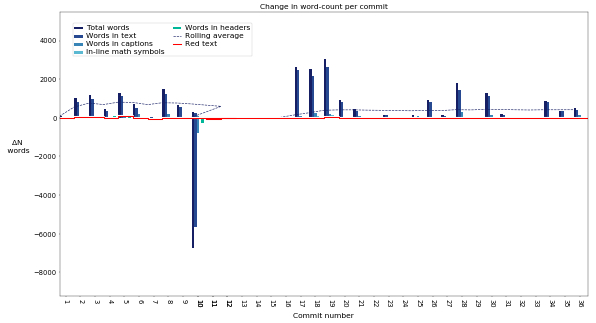 Change in word-count per commit
Total words
Words in text
Words in captions
in-line math symbols
Words in headers
Rolling average
Red text
4000
2000
0
−2000
−4000
−6000
−8000
ΔN
words
1 2 3 4 5 6 7 8 9 10 11 12 13 14 15 16 17 18 19 20 21 22 23 24 25 26 27 28 29 30 31 32 33 34 35 36
Commit number